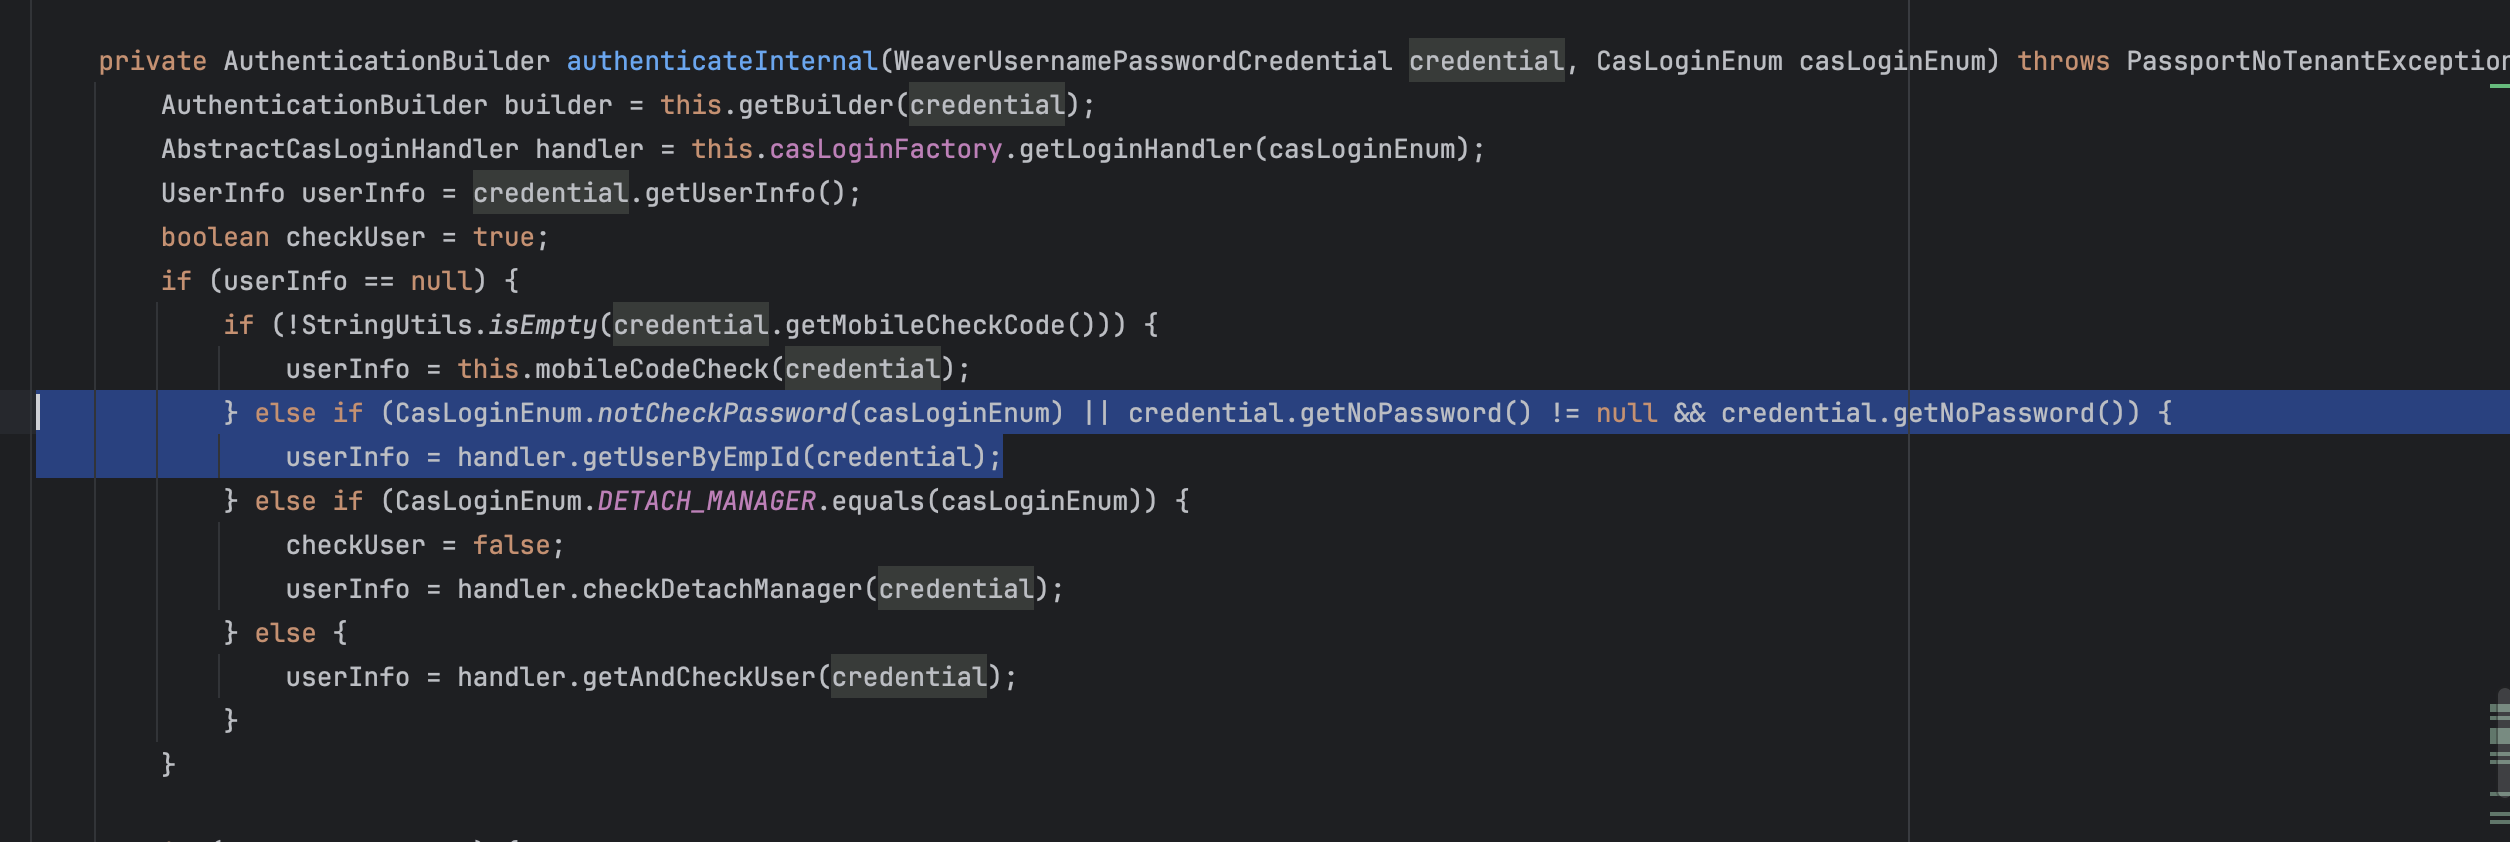 private AuthenticationBuilder authenticateInternal(WeaverUsernamePasswordCredential credential, CasLoginEnum casLoginEnum) throws PassportNoTenantException
AuthenticationBuilder builder = this.getBuilder(credential);
AbstractCasLoginHandler handler = this.casLoginFactory.getLoginHandler(casLoginEnum);
UserInfo userInfo = credential.getUserInfo();
boolean checkUser = true;
if (userInfo == null) {
if (!StringUtils.isEmpty(credential.getMobileCheckCode())) {
userInfo = this.mobileCodeCheck(credential);
} else if (CasLoginEnum.notCheckPassword(casLoginEnum) || credential.getNoPassword() != null && credential.getNoPassword()) {
userInfo = handler.getUserByEmpId(credential);
} else if (CasLoginEnum.DETACH_MANAGER.equals(casLoginEnum)) {
checkUser = false;
userInfo = handler.checkDetachManager(credential);
} else {
userInfo = handler.getAndCheckUser(credential);
}
}